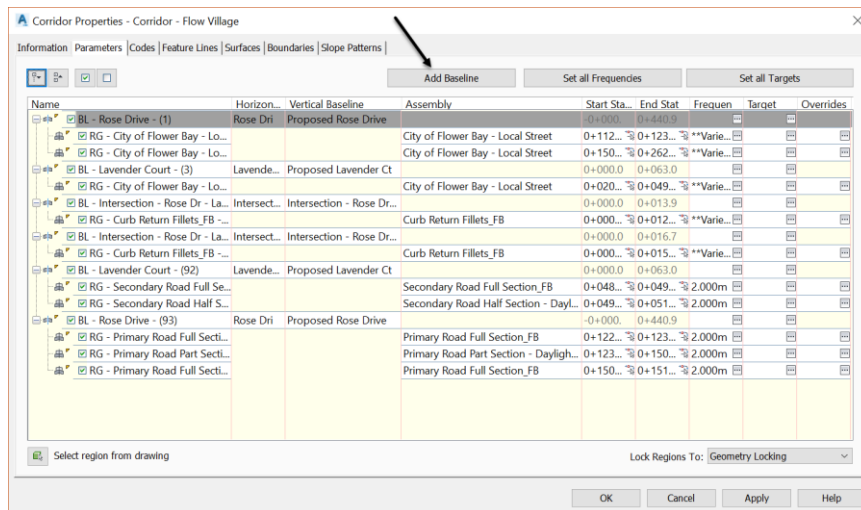 Corridor Properties - Corridor - Flow Village
Information Parameters Codes Feature Lines Surfaces Boundaries Slope Patterns
Add Baseline Set all Frequencies Set all Targets
Name Horizon... Vertical Baseline Assembly Start Sta... End Stat Frequen Target Overrides
BL - Rose Drive - (1) Rose Dri Proposed Rose Drive -0+000. 0+440.9
RG - City of Flower Bay - Lo... City of Flower Bay - Local Street 0+112... 0+123... **Varie...
RG - City of Flower Bay - Lo... City of Flower Bay - Local Street 0+150... 0+262... **Varie...
BL - Lavender Court - (3) Lavende... Proposed Lavender Ct 0+000.0 0+063.0
RG - City of Flower Bay - Lo... City of Flower Bay - Local Street 0+020... 0+049... **Varie...
BL - Intersection - Rose Dr - La... Intersect... Intersection - Rose Dr... 0+000.0 0+013.9
RG - Curb Return Fillets_FB -... Curb Return Fillets_FB 0+000... 0+012... **Varie...
BL - Intersection - Rose Dr - La... Intersect... Intersection - Rose Dr... 0+000.0 0+016.7
RG - Curb Return Fillets_FB -... Curb Return Fillets_FB 0+000... 0+015... **Varie...
BL - Lavender Court - (92) Lavende... Proposed Lavender Ct 0+000.0 0+063.0
RG - Secondary Road Full Se... Secondary Road Full Section_FB 0+048... 0+049... 2.000m
RG - Secondary Road Half S... Secondary Road Half Section - Dayl... 0+049... 0+051... 2.000m
BL - Rose Drive - (93) Rose Dri Proposed Rose Drive -0+000. 0+440.9
RG - Primary Road Full Secti... Primary Road Full Section_FB 0+122... 0+123... 2.000m
RG - Primary Road Part Secti... Primary Road Part Section - Dayligh... 0+123... 0+150... 2.000m
RG - Primary Road Full Secti... Primary Road Full Section_FB 0+150... 0+151... 2.000m
Select region from drawing Lock Regions To: Geometry Locking
OK Cancel Apply Help